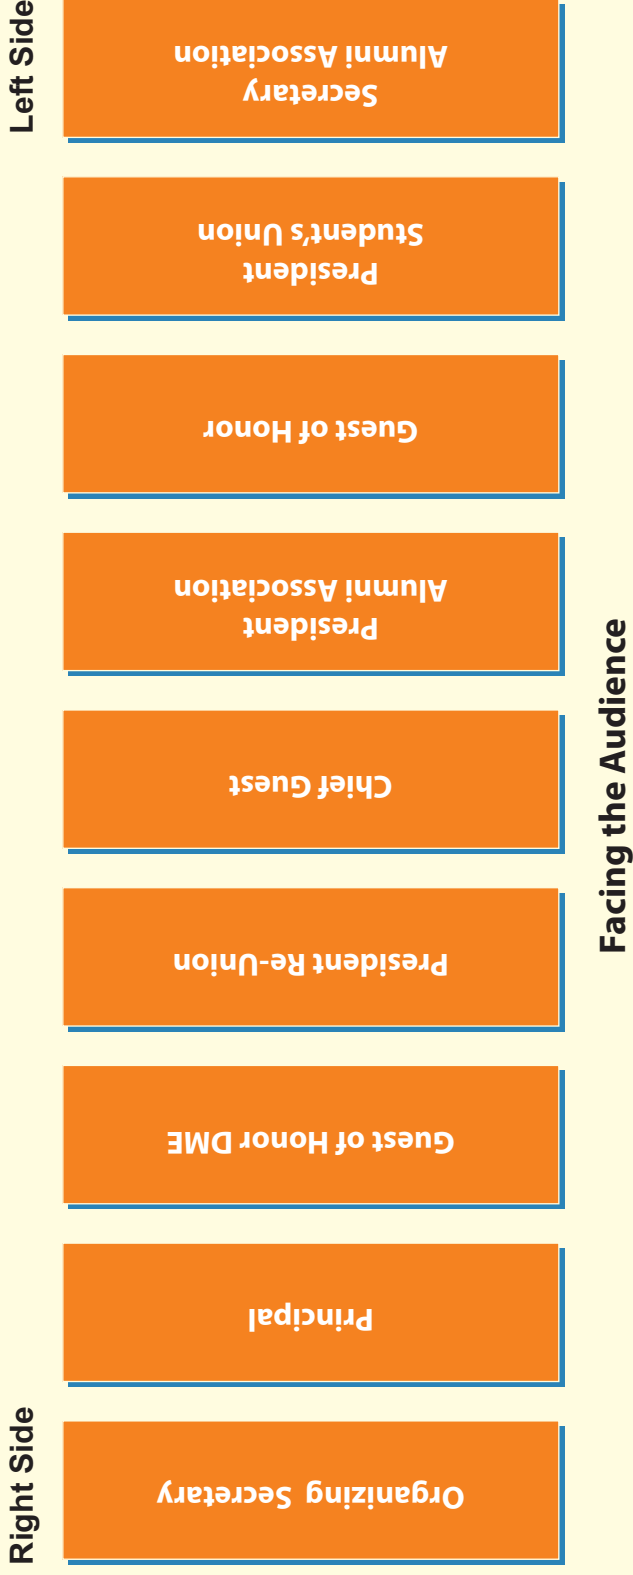 Right Side
Left Side
Organizing Secretary
Principal
Guest of Honor DME
President Re-Union
Chief Guest
President
Alumni Association
Guest of Honor
President
Student’s Union
Secretary
Alumni Association
Facing the Audience